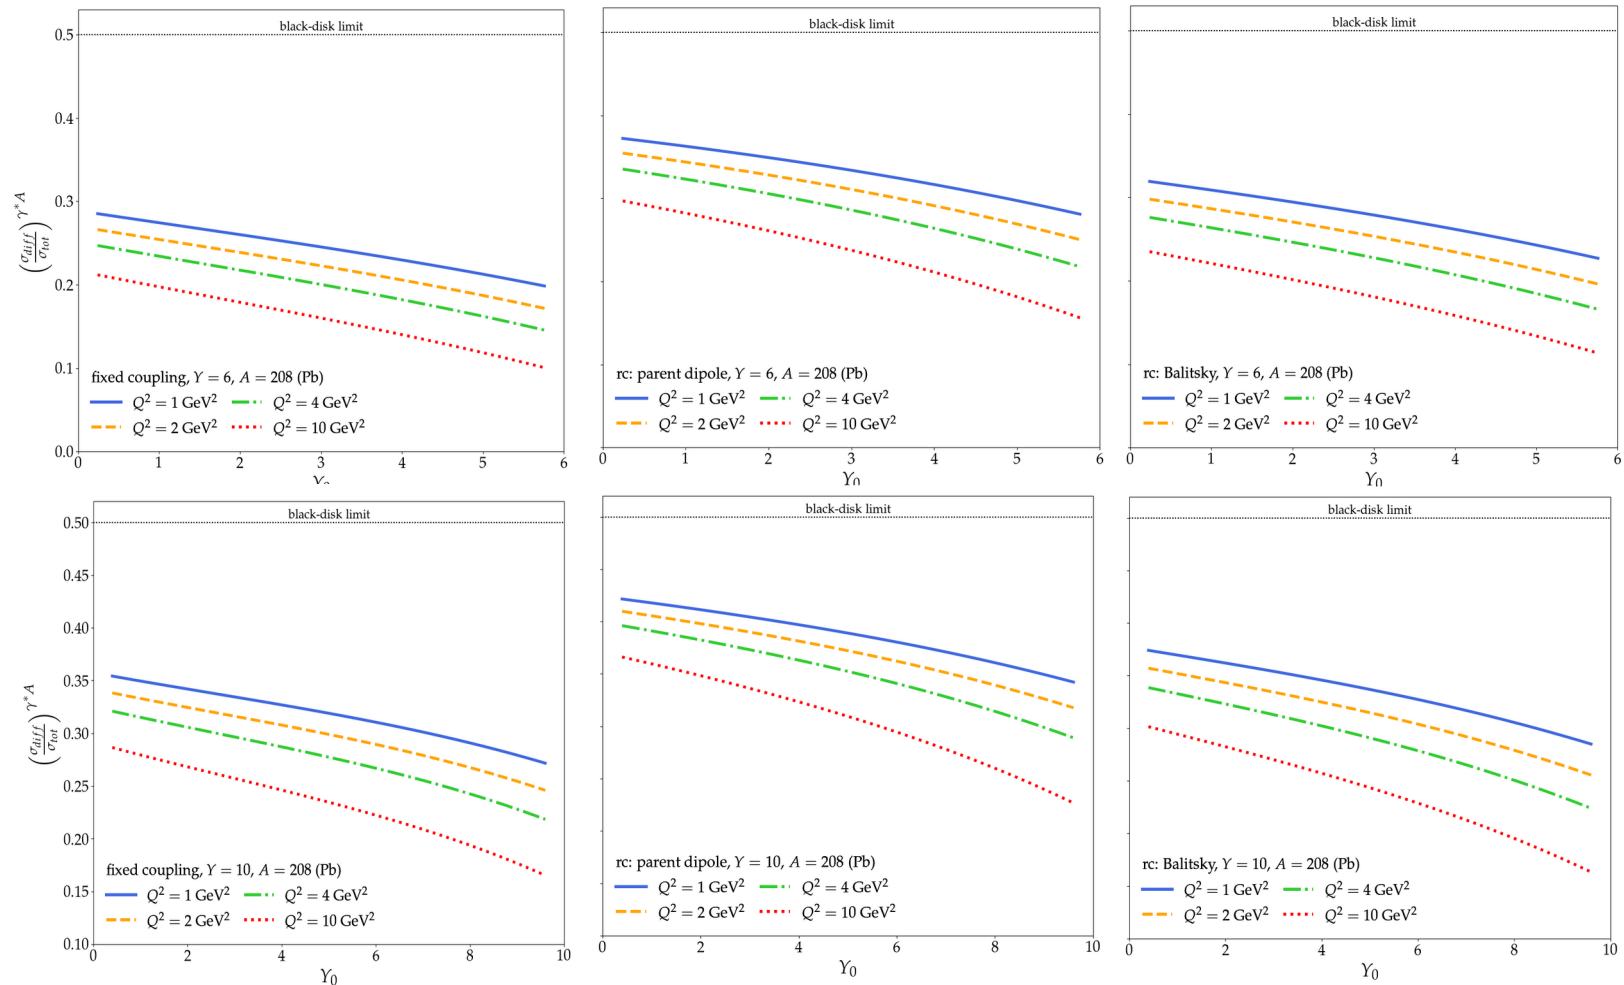 black-disk limit
0.5
0.4
0.3
0.2
0.1
0.0
(σ_diff/σ_tot)^γ*A
fixed coupling, Y = 6, A = 208 (Pb)
Q² = 1 GeV² Q² = 4 GeV²
Q² = 2 GeV² Q² = 10 GeV²
0 1 2 3 4 5 6
black-disk limit
rc: parent dipole, Y = 6, A = 208 (Pb)
Q² = 1 GeV² Q² = 4 GeV²
Q² = 2 GeV² Q² = 10 GeV²
0 1 2 3 4 5 6
Y₀
black-disk limit
rc: Balitsky, Y = 6, A = 208 (Pb)
Q² = 1 GeV² Q² = 4 GeV²
Q² = 2 GeV² Q² = 10 GeV²
0 1 2 3 4 5 6
Y₀
black-disk limit
0.50
0.45
0.40
0.35
0.30
0.25
0.20
0.15
0.10
(σ_diff/σ_tot)^γ*A
fixed coupling, Y = 10, A = 208 (Pb)
Q² = 1 GeV² Q² = 4 GeV²
Q² = 2 GeV² Q² = 10 GeV²
0 2 4 6 8 10
Y₀
black-disk limit
rc: parent dipole, Y = 10, A = 208 (Pb)
Q² = 1 GeV² Q² = 4 GeV²
Q² = 2 GeV² Q² = 10 GeV²
0 2 4 6 8 10
Y₀
black-disk limit
rc: Balitsky, Y = 10, A = 208 (Pb)
Q² = 1 GeV² Q² = 4 GeV²
Q² = 2 GeV² Q² = 10 GeV²
0 2 4 6 8 10
Y₀